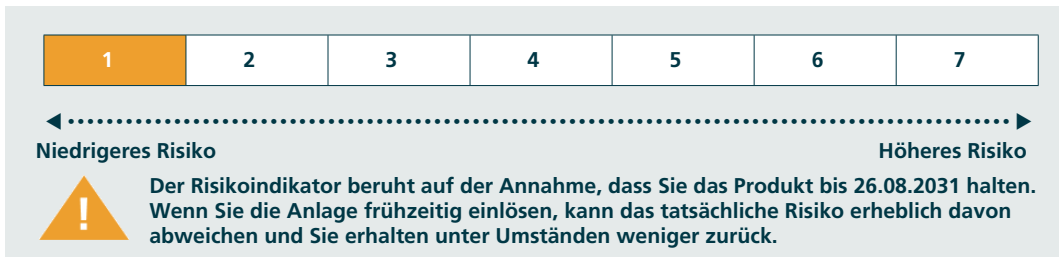 1 2 3 4 5 6 7
Niedrigeres Risiko Höheres Risiko
Der Risikoindikator beruht auf der Annahme, dass Sie das Produkt bis 26.08.2031 halten.
Wenn Sie die Anlage frühzeitig einlösen, kann das tatsächliche Risiko erheblich davon
abweichen und Sie erhalten unter Umständen weniger zurück.
!